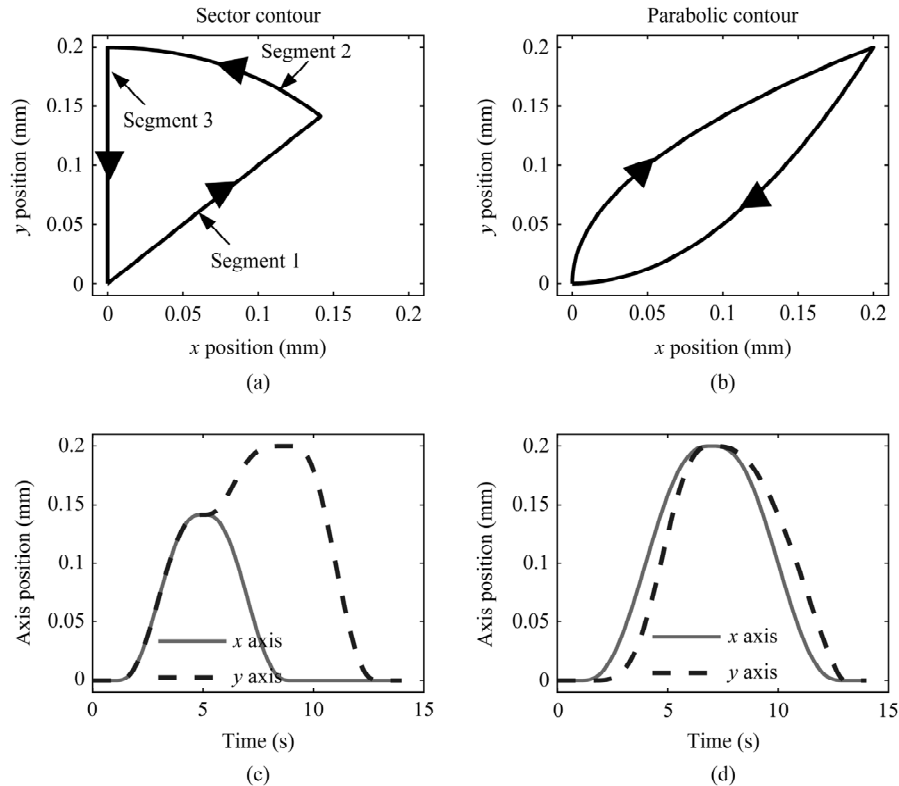 Sector contour
0.2
0.15
0.1
0.05
0
y position (mm)
Segment 2
Segment 3
Segment 1
0
0.05
0.1
0.15
0.2
x position (mm)
(a)
Parabolic contour
0.2
0.15
0.1
0.05
0
y position (mm)
0
0.05
0.1
0.15
0.2
x position (mm)
(b)
0.2
0.15
0.1
0.05
0
Axis position (mm)
x axis
y axis
0
5
10
15
Time (s)
(c)
0.2
0.15
0.1
0.05
0
Axis position (mm)
x axis
y axis
0
5
10
15
Time (s)
(d)